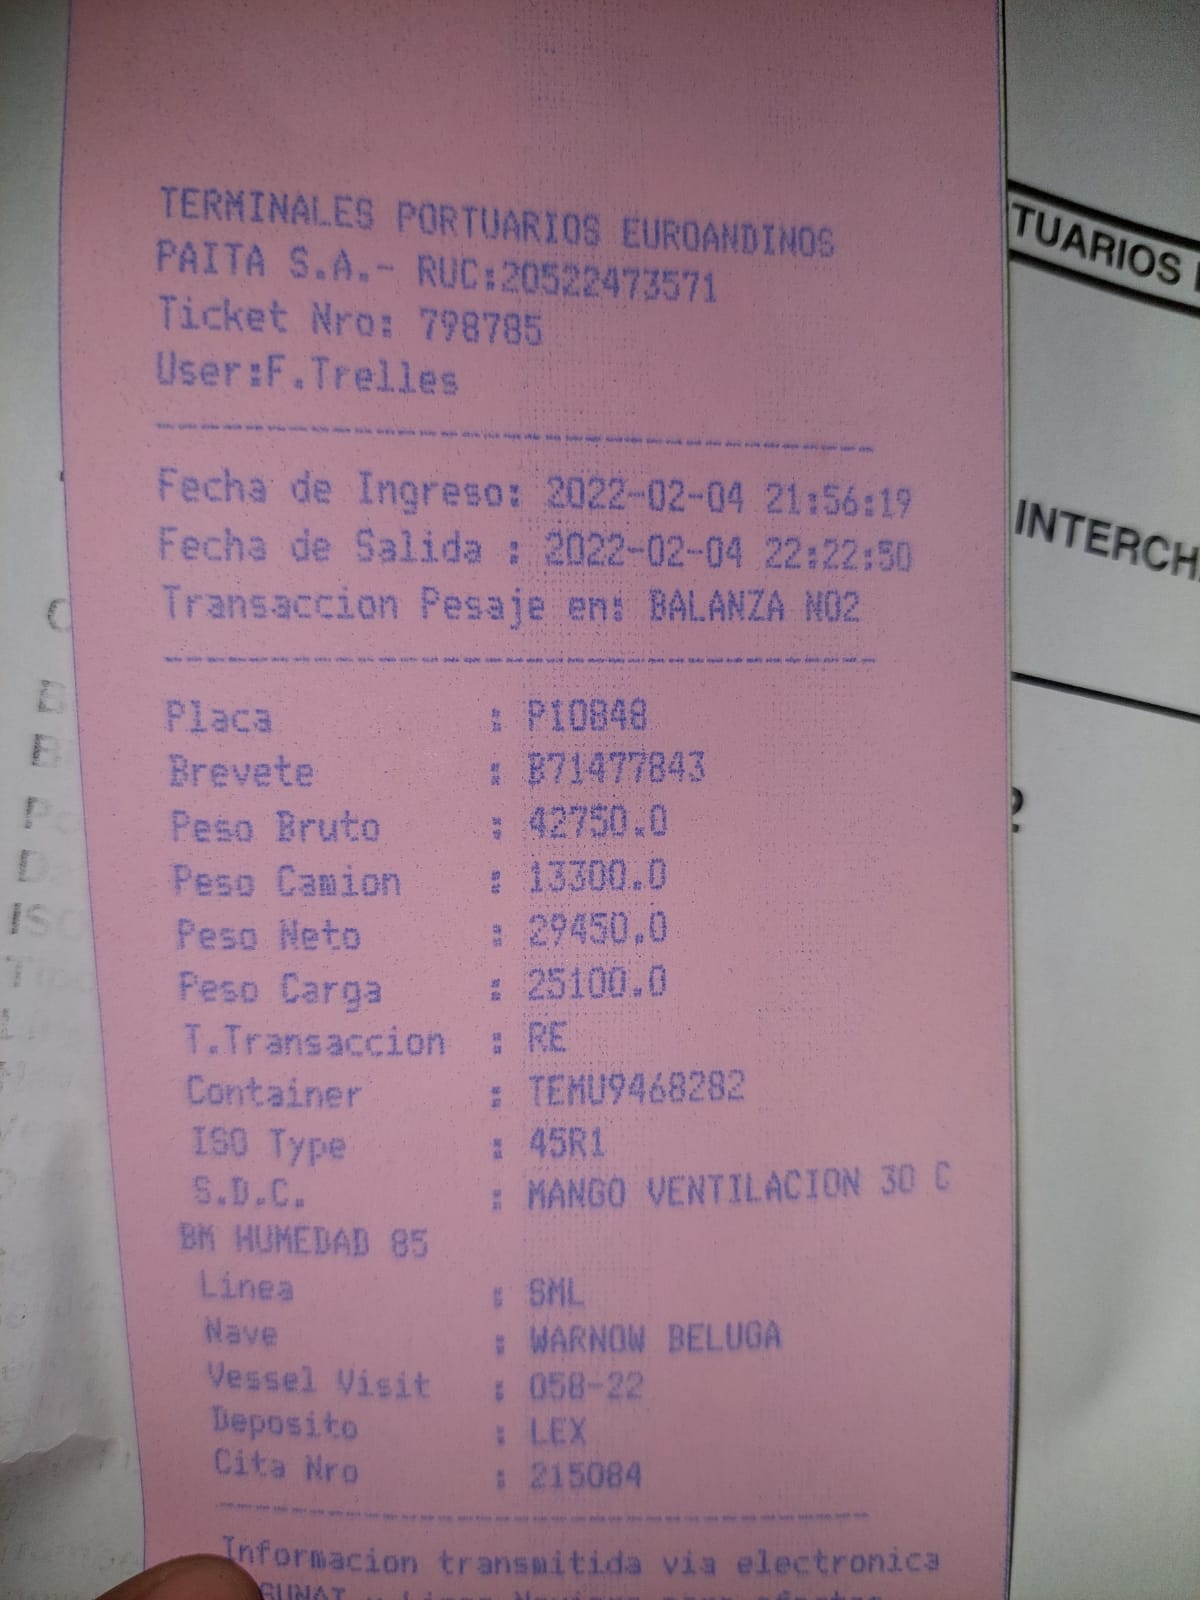 TERMINALES PORTUARIOS EUROANDINOS
PAITA S.A.- RUC:20522473571
Ticket Nro: 798785
User:F.Trelles
Fecha de Ingreso: 2022-02-04 21:56:19
Fecha de Salida : 2022-02-04 22:22:50
Transaccion Pesaje en: BALANZA NO2
Placa : P10848
Brevete : B71477843
Peso Bruto : 42750.0
Peso Camion : 13300.0
Peso Neto : 29450.0
Peso Carga : 25100.0
T.Transaccion : RE
Container : TEMU9468282
ISO Type : 45R1
S.D.C. : MANGO VENTILACION 30 C
BM HUMEDAD 85
Linea : SML
Nave : WARNOW BELUGA
Vessel Visit : 058-22
Deposito : LEX
Cita Nro : 215084
Informacion transmitida via electronica
TUARIOS
INTERCH
2
ISO